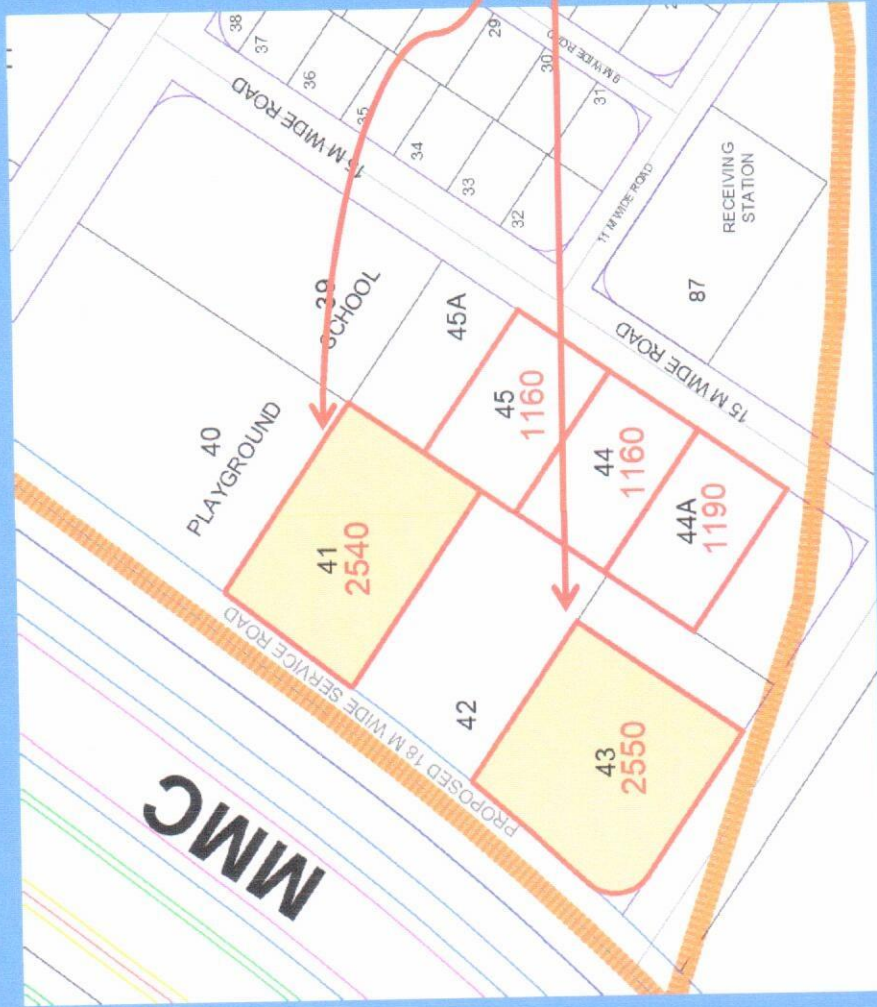 38
37
36
35
34
33
32
29
30
31
9 M WIDE ROAD
15 M WIDE ROAD
11 M WIDE ROAD
RECEIVING
STATION
87
15 M WIDE ROAD
39
SCHOOL
40
PLAYGROUND
45A
45
1160
44
1160
44A
1190
41
2540
42
43
2550
PROPOSED 18 M WIDE SERVICE ROAD
MMC